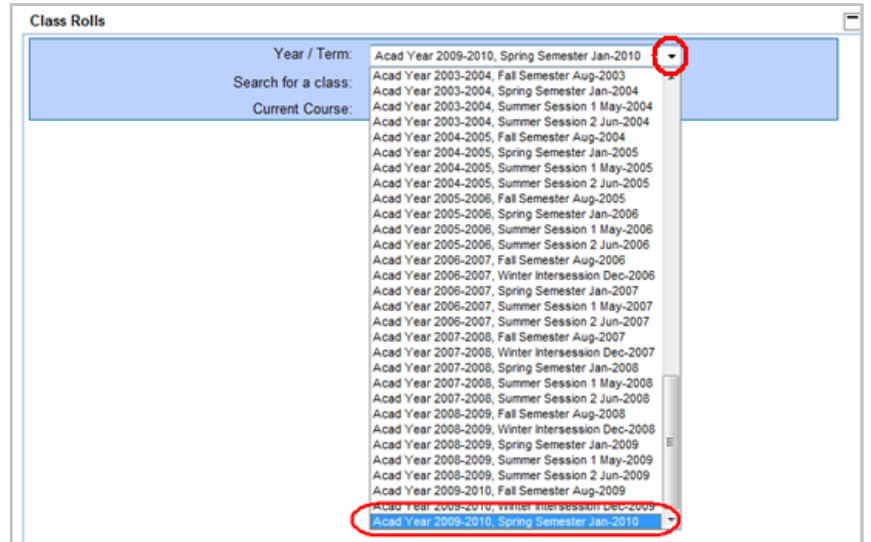 Class Rolls
Year / Term: Acad Year 2009-2010, Spring Semester Jan-2010
Search for a class:
Current Course:
Acad Year 2003-2004, Fall Semester Aug-2003
Acad Year 2003-2004, Spring Semester Jan-2004
Acad Year 2003-2004, Summer Session 1 May-2004
Acad Year 2003-2004, Summer Session 2 Jun-2004
Acad Year 2004-2005, Fall Semester Aug-2004
Acad Year 2004-2005, Spring Semester Jan-2005
Acad Year 2004-2005, Summer Session 1 May-2005
Acad Year 2004-2005, Summer Session 2 Jun-2005
Acad Year 2005-2006, Fall Semester Aug-2005
Acad Year 2005-2006, Spring Semester Jan-2006
Acad Year 2005-2006, Summer Session 1 May-2006
Acad Year 2005-2006, Summer Session 2 Jun-2006
Acad Year 2006-2007, Fall Semester Aug-2006
Acad Year 2006-2007, Winter Intersession Dec-2006
Acad Year 2006-2007, Spring Semester Jan-2007
Acad Year 2006-2007, Summer Session 1 May-2007
Acad Year 2006-2007, Summer Session 2 Jun-2007
Acad Year 2007-2008, Fall Semester Aug-2007
Acad Year 2007-2008, Winter Intersession Dec-2007
Acad Year 2007-2008, Spring Semester Jan-2008
Acad Year 2007-2008, Summer Session 1 May-2008
Acad Year 2007-2008, Summer Session 2 Jun-2008
Acad Year 2008-2009, Fall Semester Aug-2008
Acad Year 2008-2009, Winter Intersession Dec-2008
Acad Year 2008-2009, Spring Semester Jan-2009
Acad Year 2008-2009, Summer Session 1 May-2009
Acad Year 2008-2009, Summer Session 2 Jun-2009
Acad Year 2009-2010, Fall Semester Aug-2009
Acad Year 2009-2010, Winter Intersession Dec-2009
Acad Year 2009-2010, Spring Semester Jan-2010